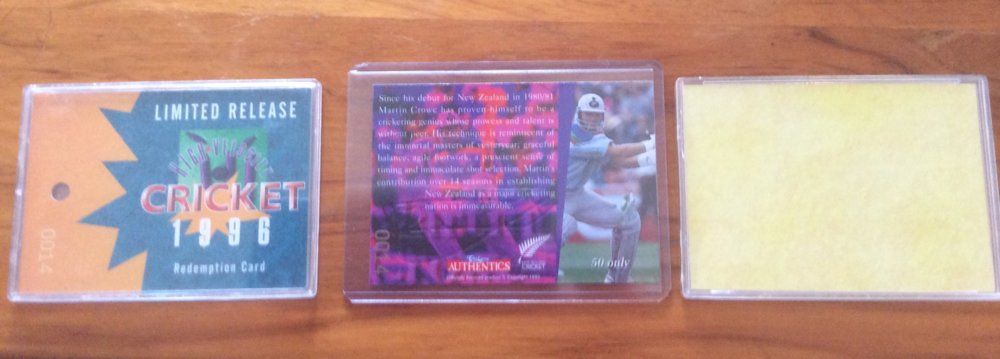 LIMITED RELEASE
CRICKET
1996
Redemption Card
0014
Since his debut for New Zealand in 1980/81
Martin Crowe has proven himself to be a
cricketing genius whose prowess and talent is
without peer. His technique is reminiscent of
the immortal masters of yesteryear; graceful
balance, agile footwork, a prescient sense of
timing and immaculate shot selection. Martin's
contribution over 14 seasons in establishing
New Zealand as a major cricketing
nation is immeasurable.
AUTHENTICS
CRICKET
50 only